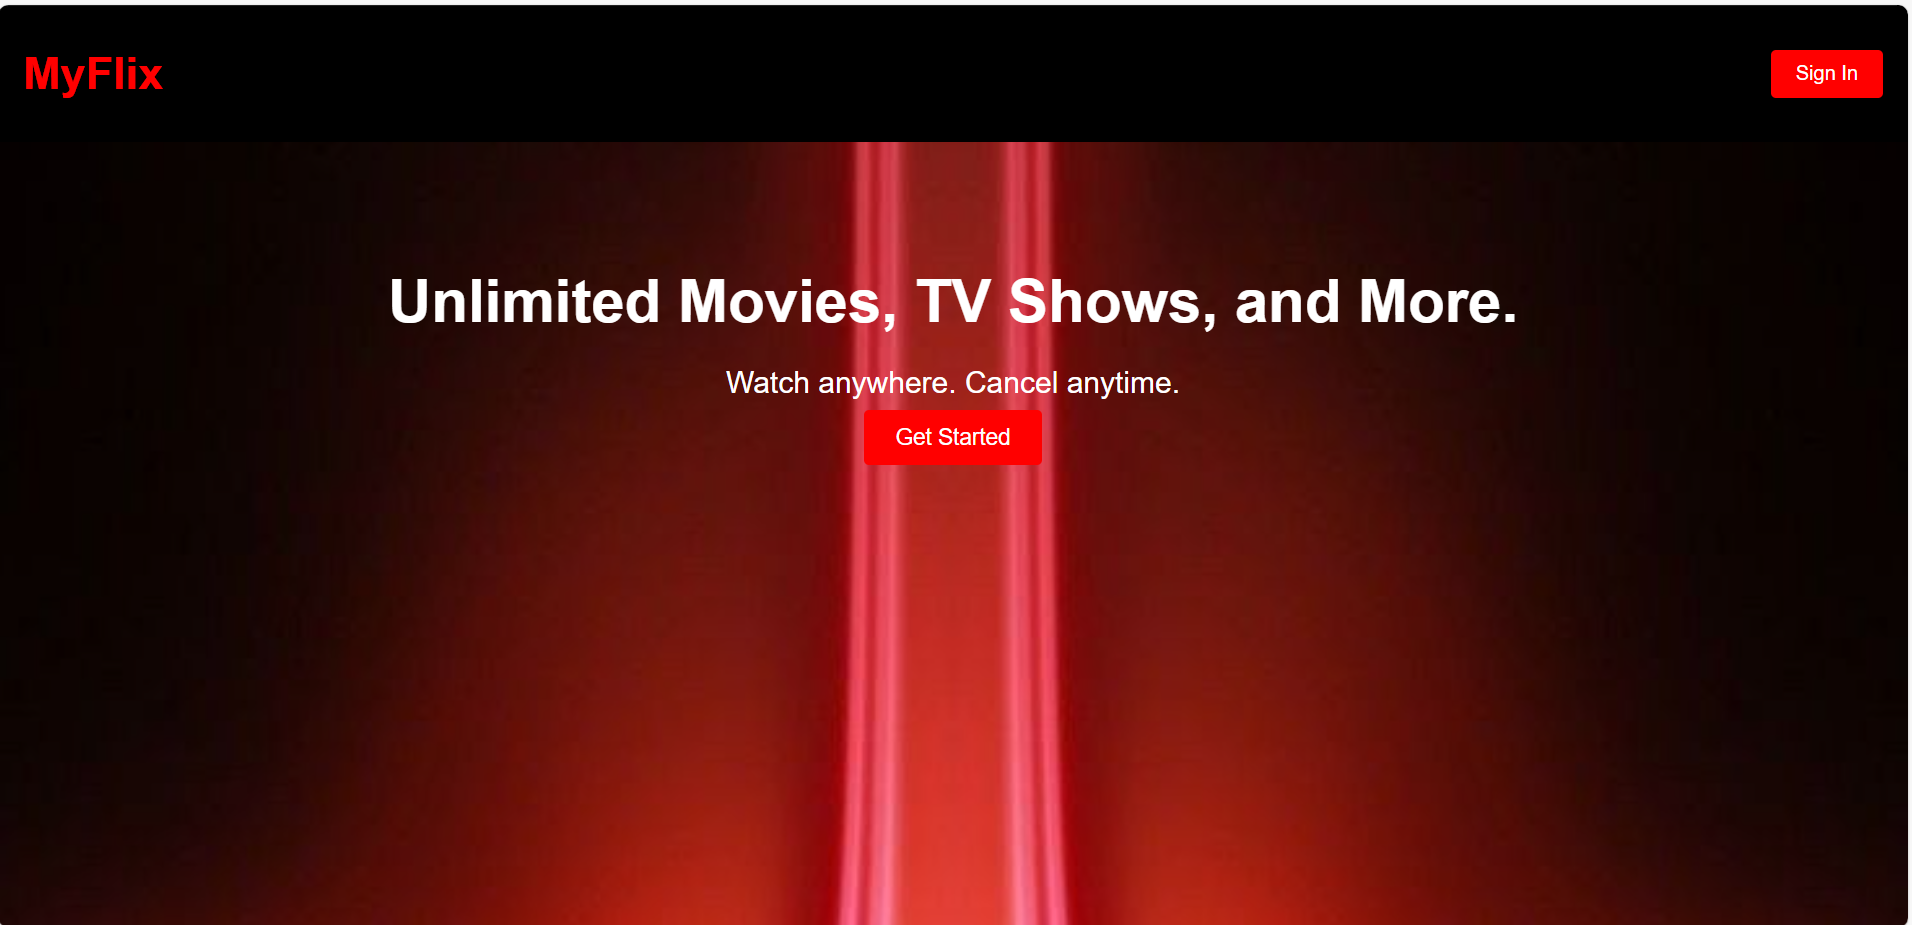 MyFlix
Sign In
Unlimited Movies, TV Shows, and More.
Watch anywhere. Cancel anytime.
Get Started